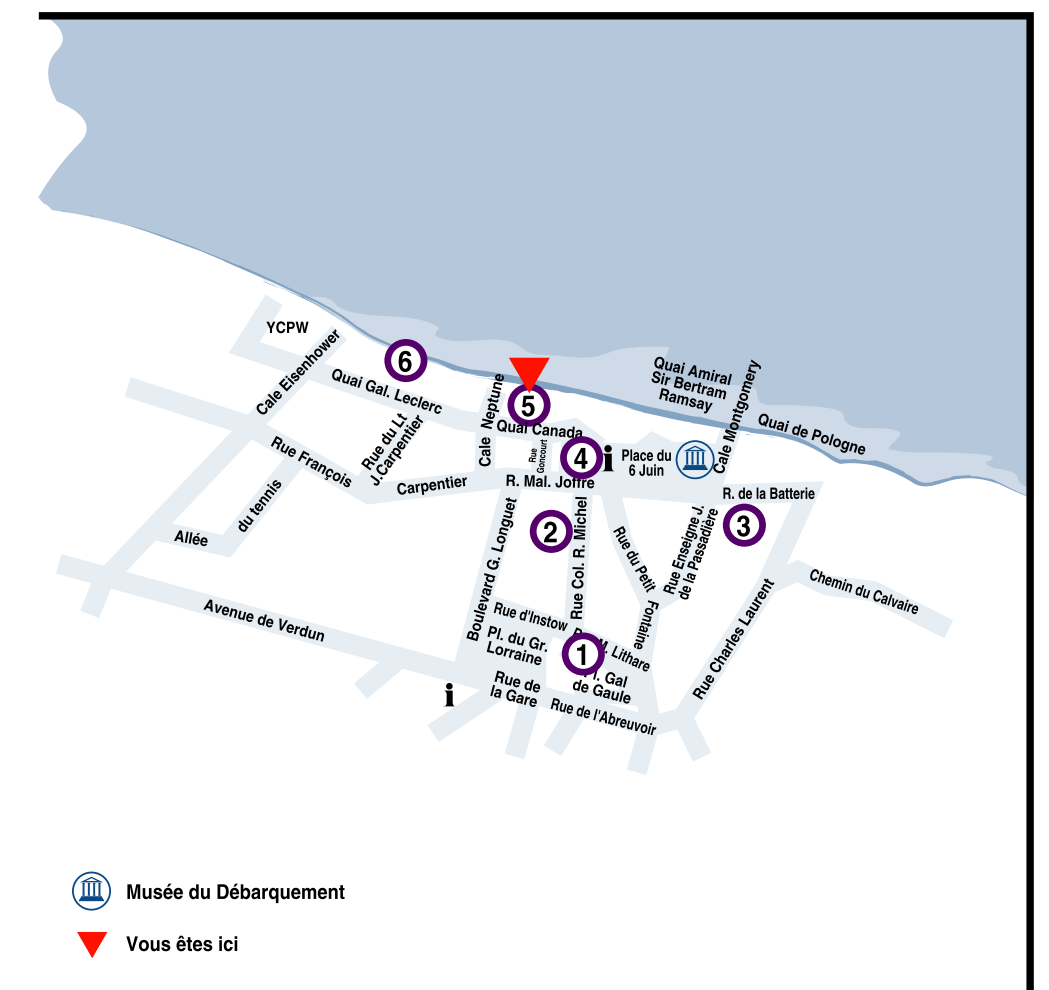 YCPW
Cale Eisenhower
6
Quai Gal. Leclerc
Rue du Lt
J.Carpentier
Rue François
Carpentier
Allée
du tennis
Avenue de Verdun
Cale Neptune
5
Quai Canada
Rue
Goncourt
4
i
Place du
6 Juin
Quai Amiral
Sir Bertram
Ramsay
Cale Montgomery
Quai de Pologne
R. Mal. Joffre
R. de la Batterie
3
2
Boulevard G. Longuet
Rue Col. R. Michel
Rue du Petit
Fontaine
Rue Enseigne J.
de la Passadière
Chemin du Calvaire
Rue Charles Laurent
Rue d'Instow
M. Lithare
1
Pl. du Gr.
Lorraine
Gal
de Gaule
Rue de
la Gare
Rue de l'Abreuvoir
i
Musée du Débarquement
Vous êtes ici